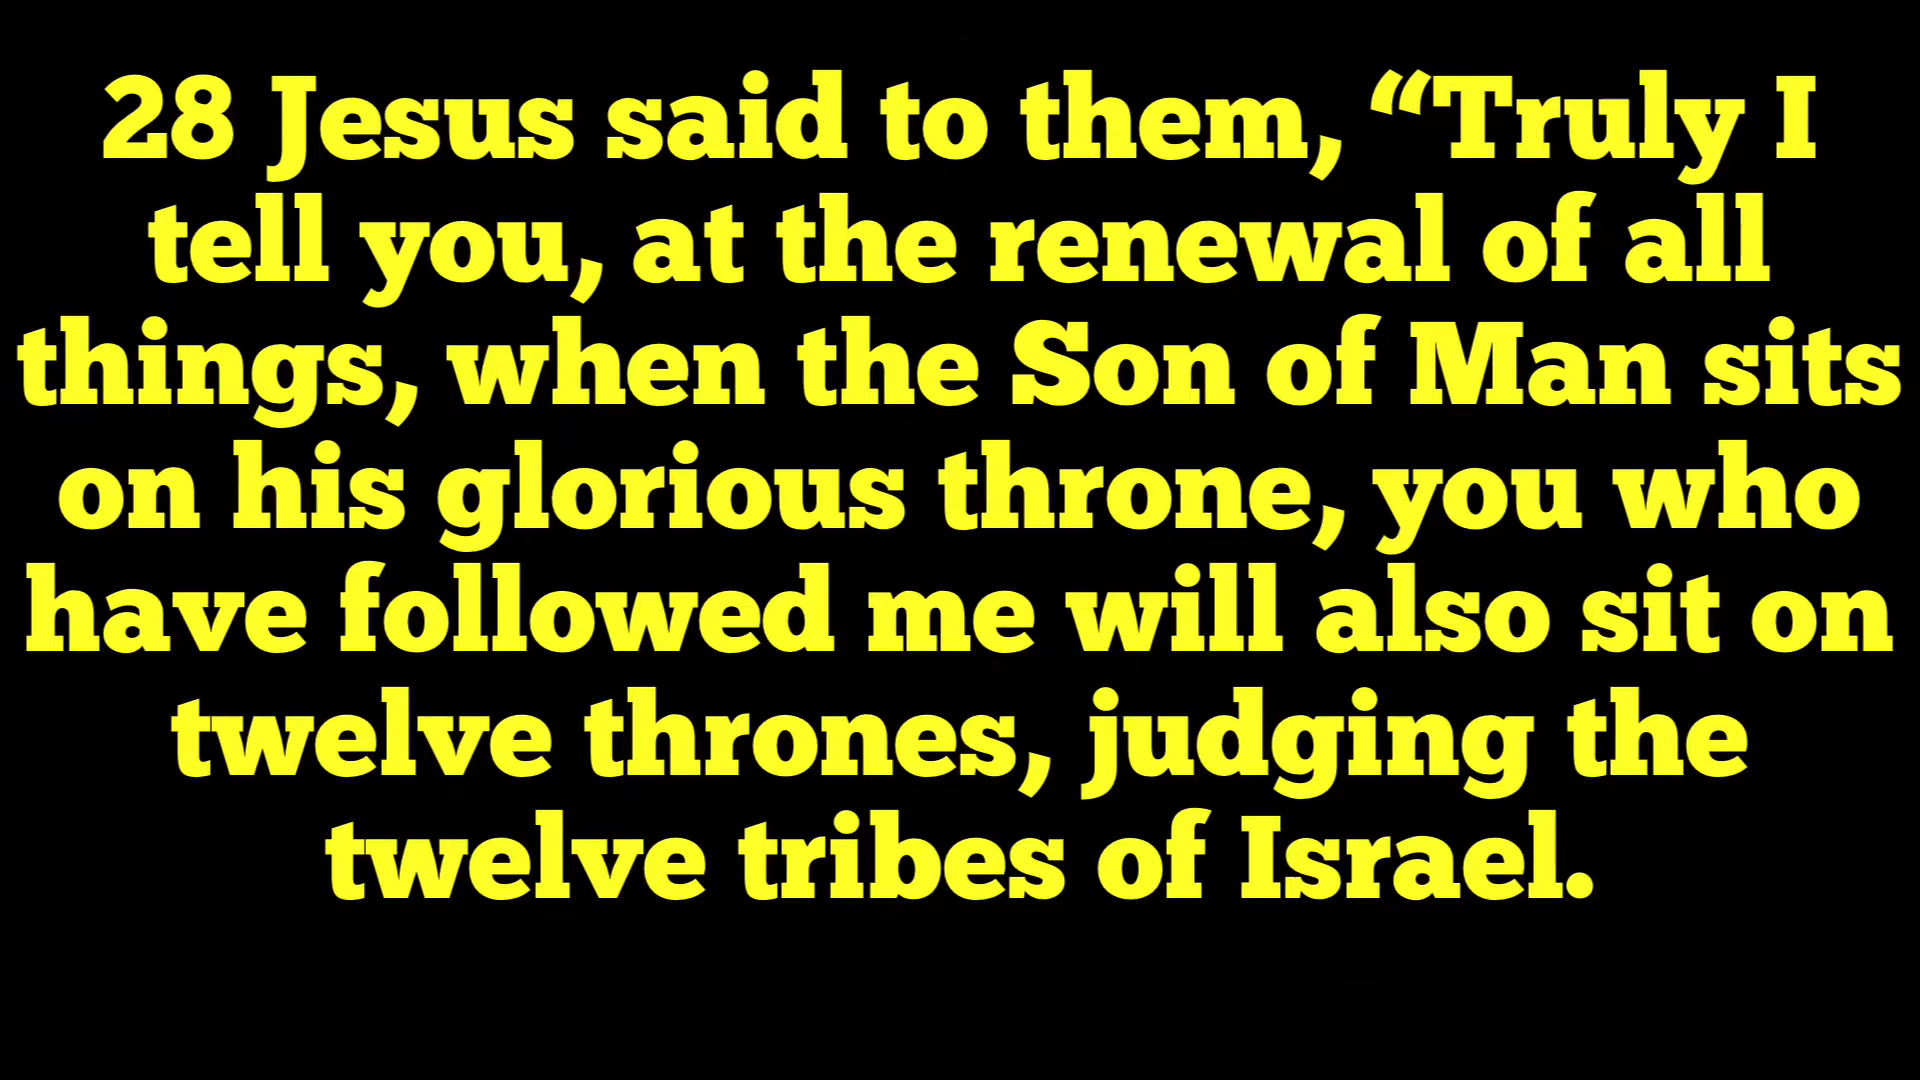 28 Jesus said to them, “Truly I
tell you, at the renewal of all
things, when the Son of Man sits
on his glorious throne, you who
have followed me will also sit on
twelve thrones, judging the
twelve tribes of Israel.